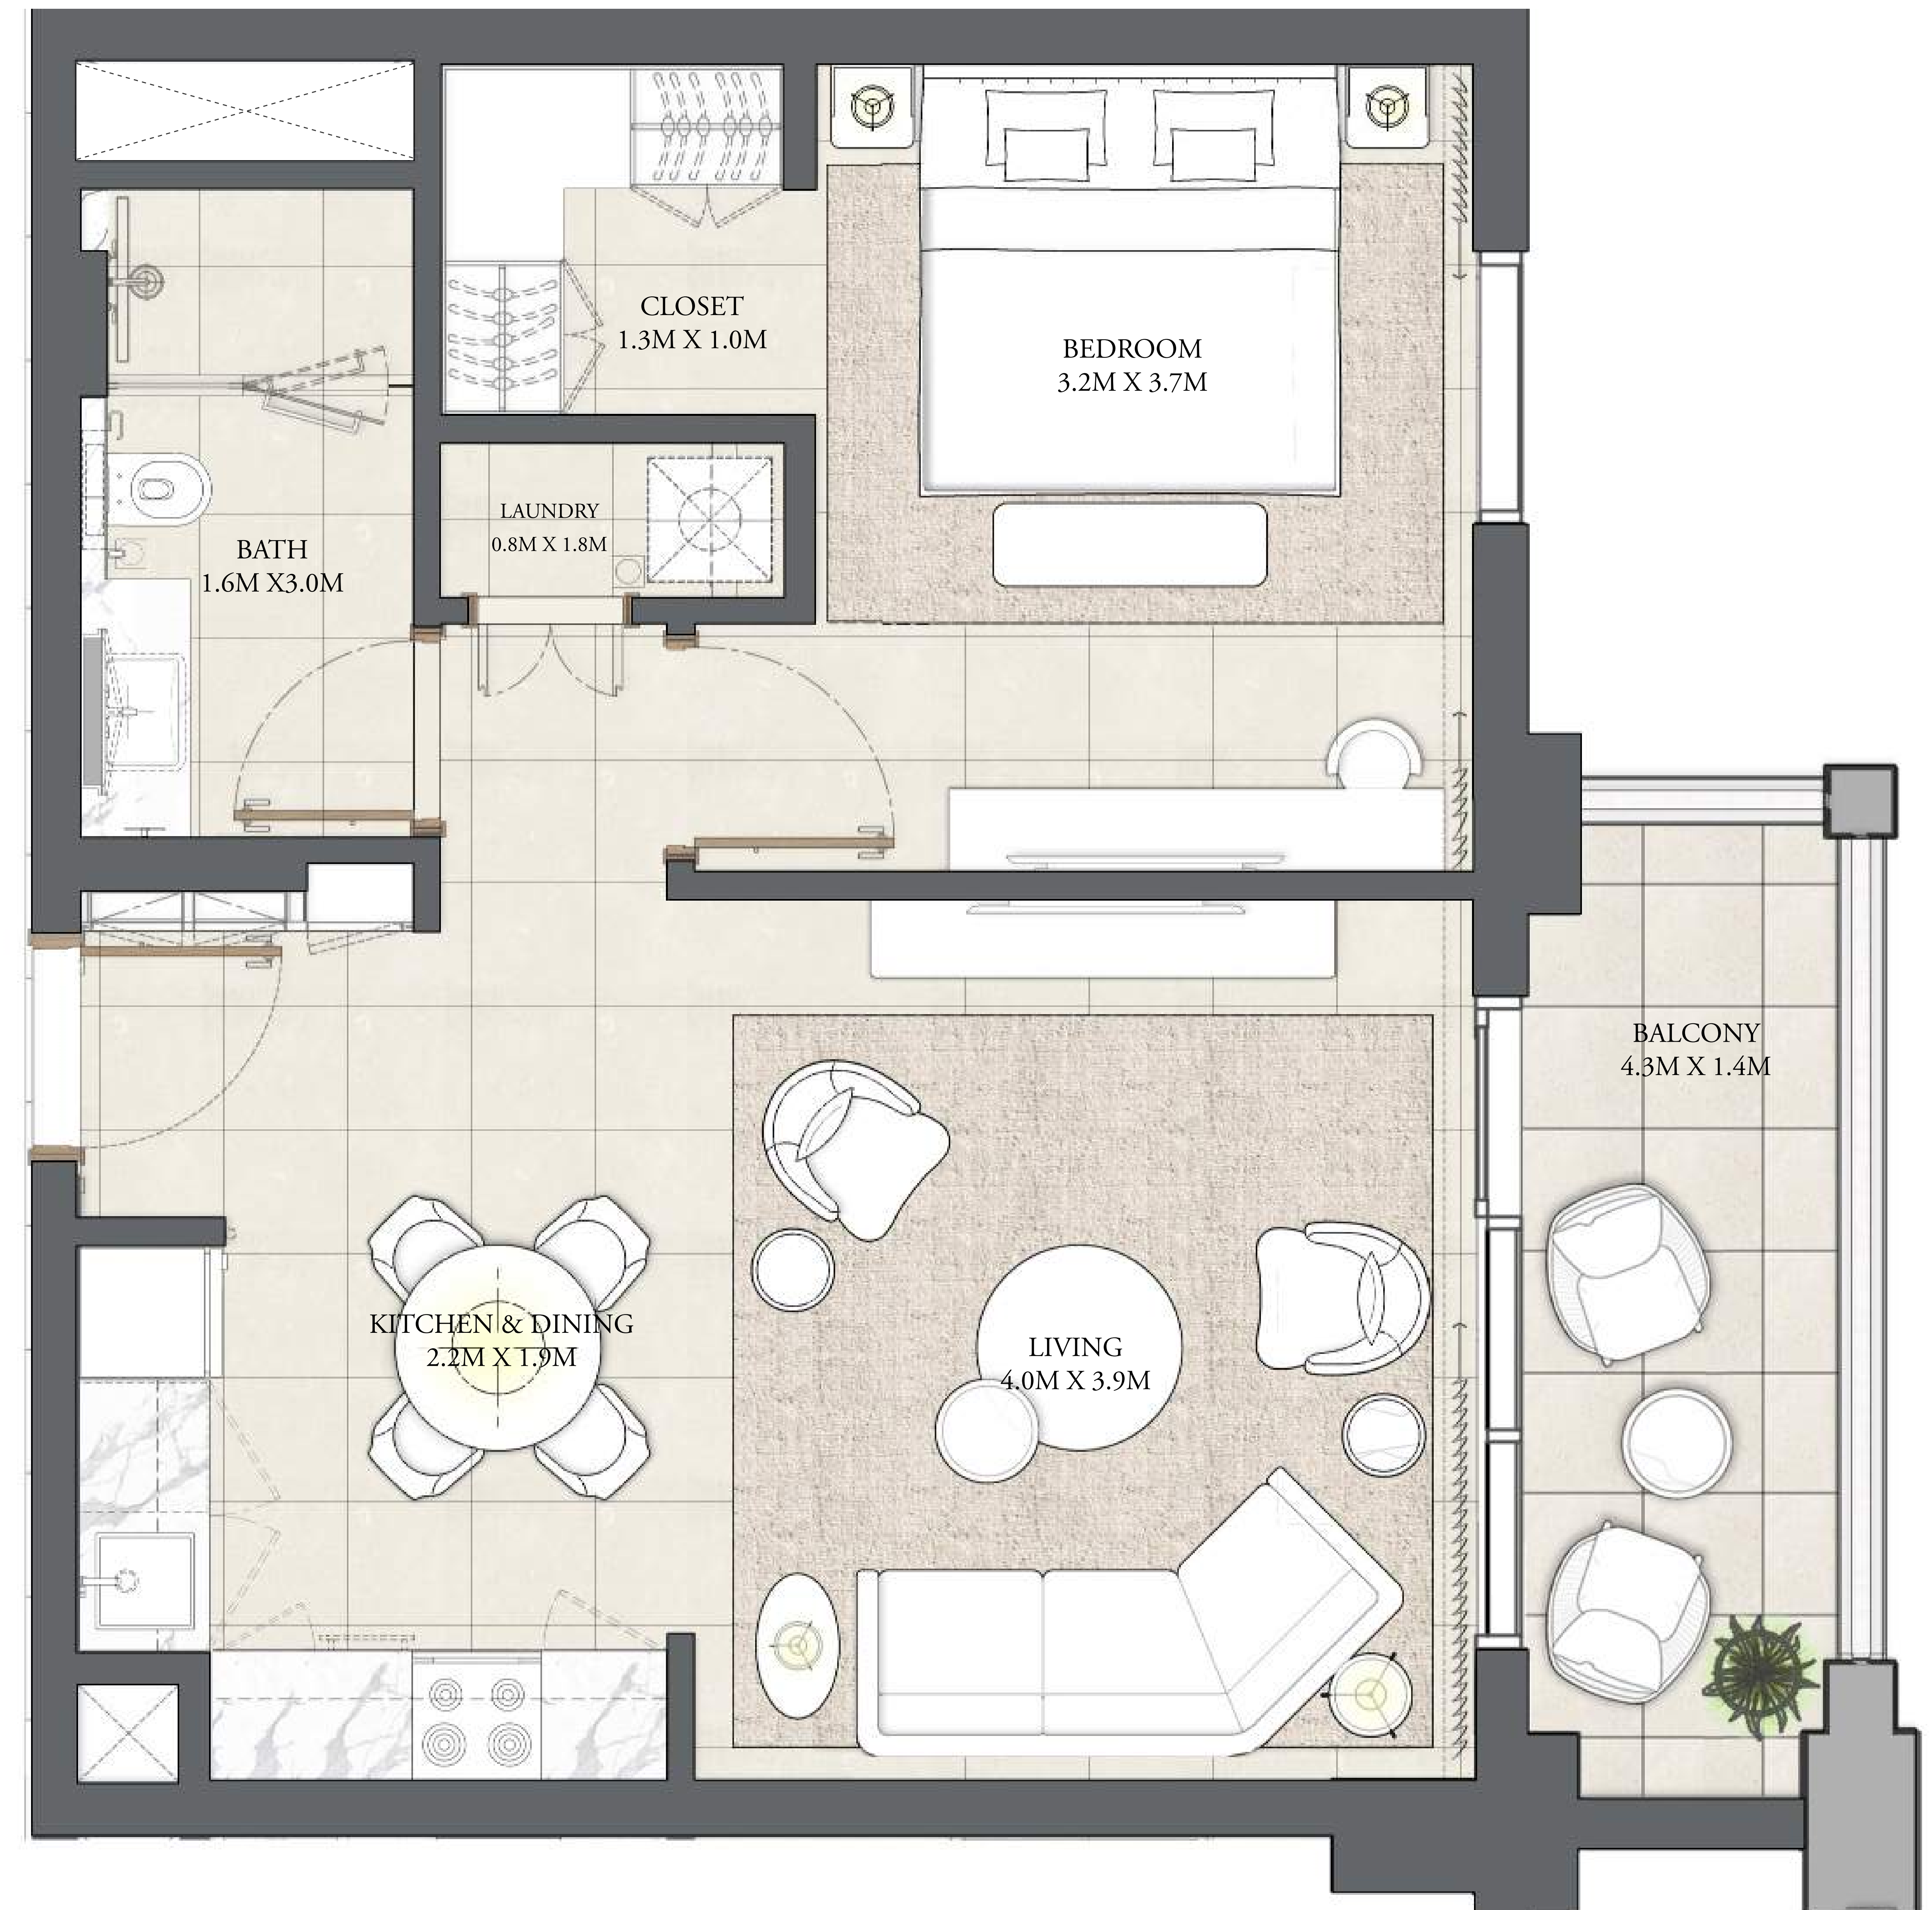 CLOSET
1.3M X 1.0M
BEDROOM
3.2M X 3.7M
LAUNDRY
0.8M X 1.8M
BATH
1.6M X3.0M
BALCONY
4.3M X 1.4M
KITCHEN & DINING
2.2M X 1.9M
LIVING
4.0M X 3.9M